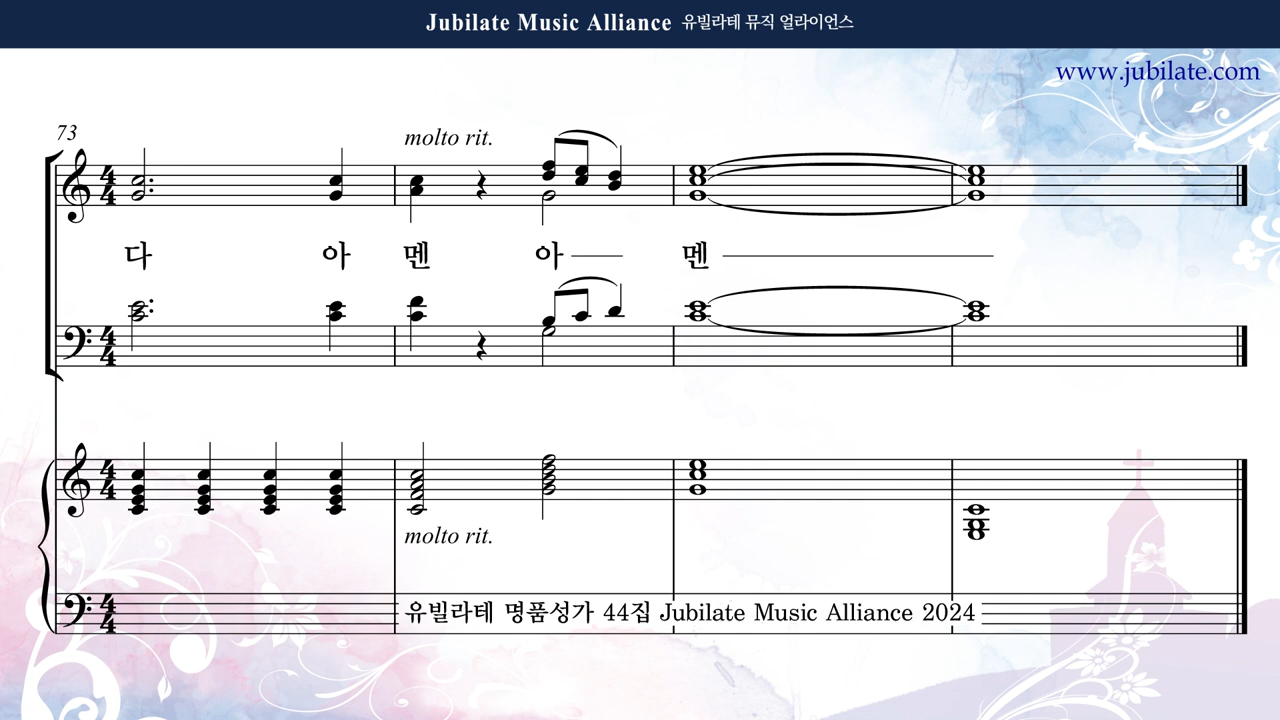 Jubilate Music Alliance 유빌라테 뮤직 얼라이언스
www.jubilate.com
73
molto rit.
다 아 멘 아 멘
molto rit.
유빌라테 명품성가 44집 Jubilate Music Alliance 2024